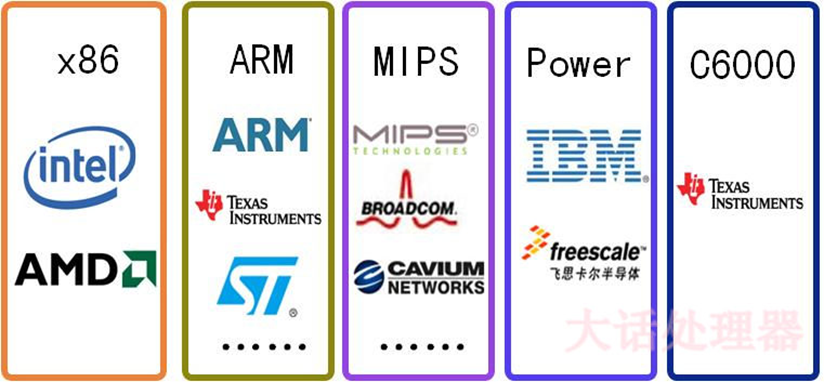 x86
intel
AMD
ARM
ARM
TEXAS
INSTRUMENTS
ST
......
MIPS
MIPS
TECHNOLOGIES
BROADCOM.
CAVIUM
NETWORKS
......
Power
IBM
freescale™
飞思卡尔半导体
C6000
TEXAS
INSTRUMENTS
大话处理器